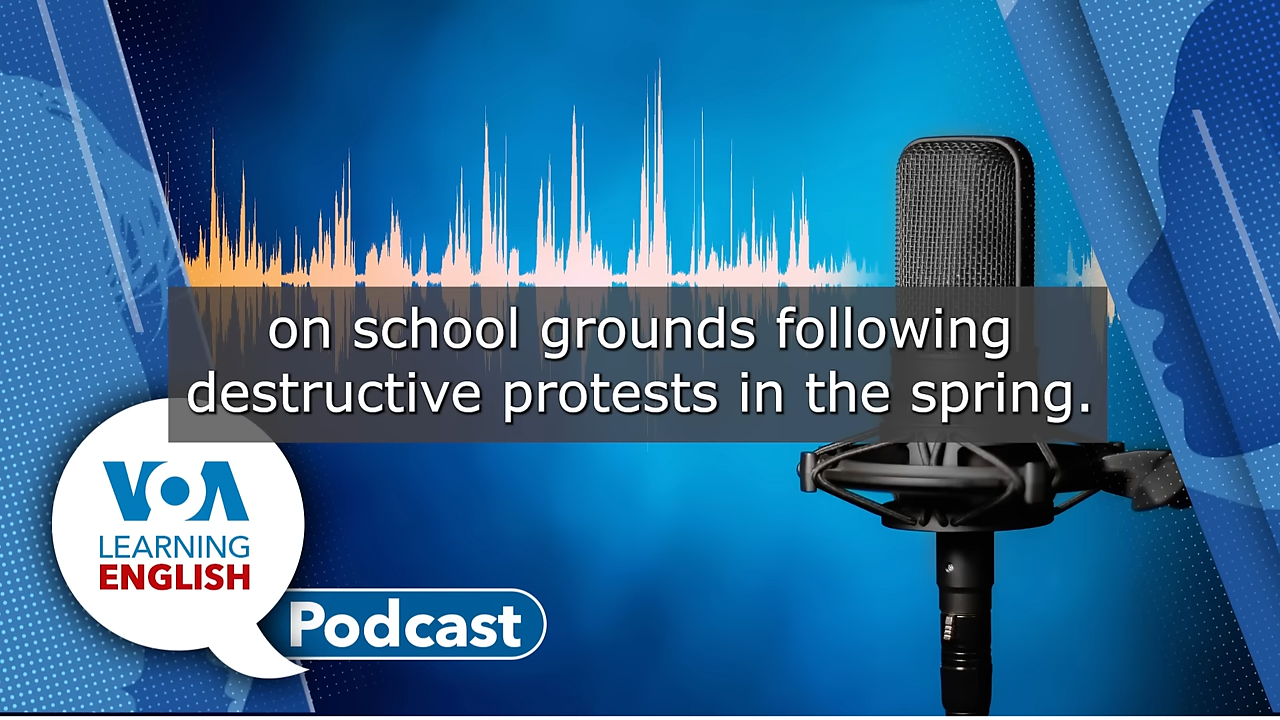 on school grounds following
destructive protests in the spring.
VOA
LEARNING
ENGLISH
Podcast